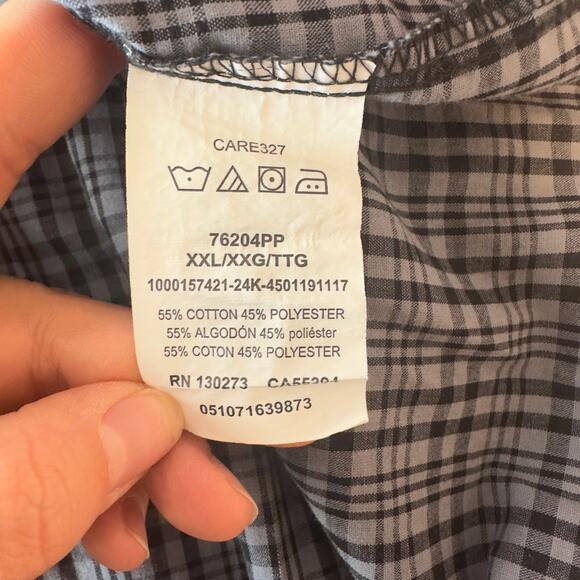 CARE327
76204PP
XXL/XXG/TTG
1000157421-24K-4501191117
55% COTTON 45% POLYESTER
55% ALGODÓN 45% poliéster
55% COTON 45% POLYESTER
RN 130273
051071639873